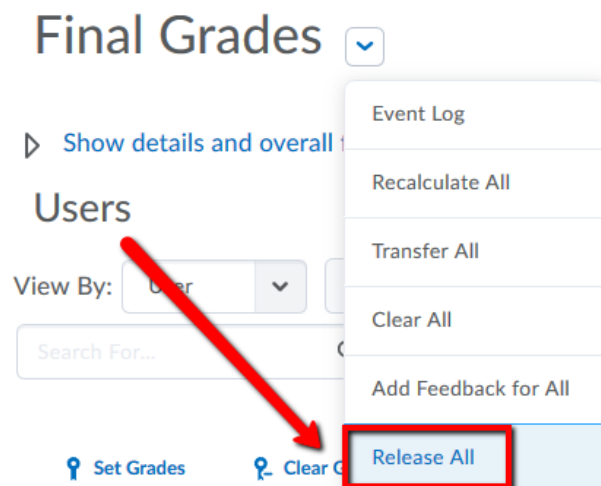 Final Grades
Event Log
Show details and overall
Recalculate All
Users
Transfer All
View By: User
Clear All
Search For...
Add Feedback for All
Release All
Set Grades
Clear